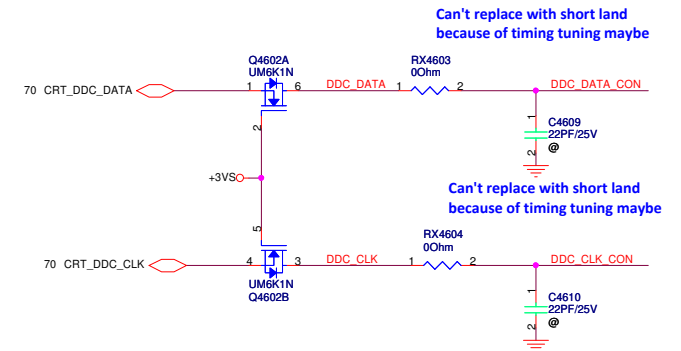 Can't replace with short land
because of timing tuning maybe
Q4602A
UM6K1N
RX4603
0Ohm
70 CRT_DDC_DATA
1
6
DDC_DATA
1
2
DDC_DATA_CON
2
1
C4609
22PF/25V
2
@
+3VS
Can't replace with short land
because of timing tuning maybe
5
RX4604
0Ohm
70 CRT_DDC_CLK
4
3
DDC_CLK
1
2
DDC_CLK_CON
UM6K1N
Q4602B
1
C4610
22PF/25V
2
@